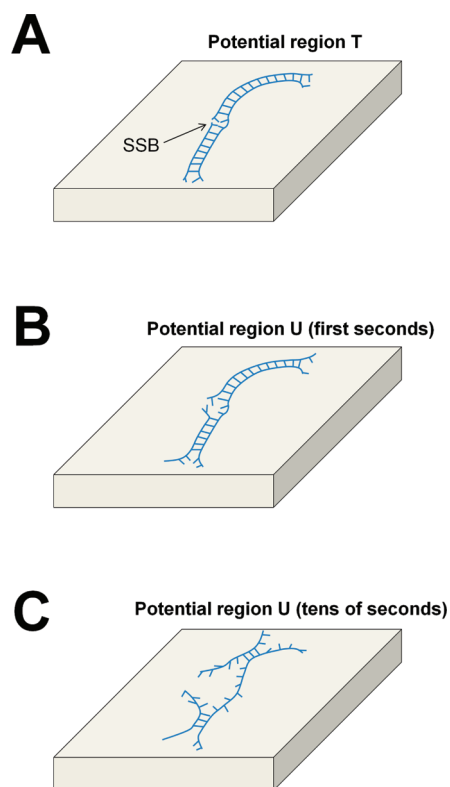 A
Potential region T
SSB
B
Potential region U (first seconds)
C
Potential region U (tens of seconds)